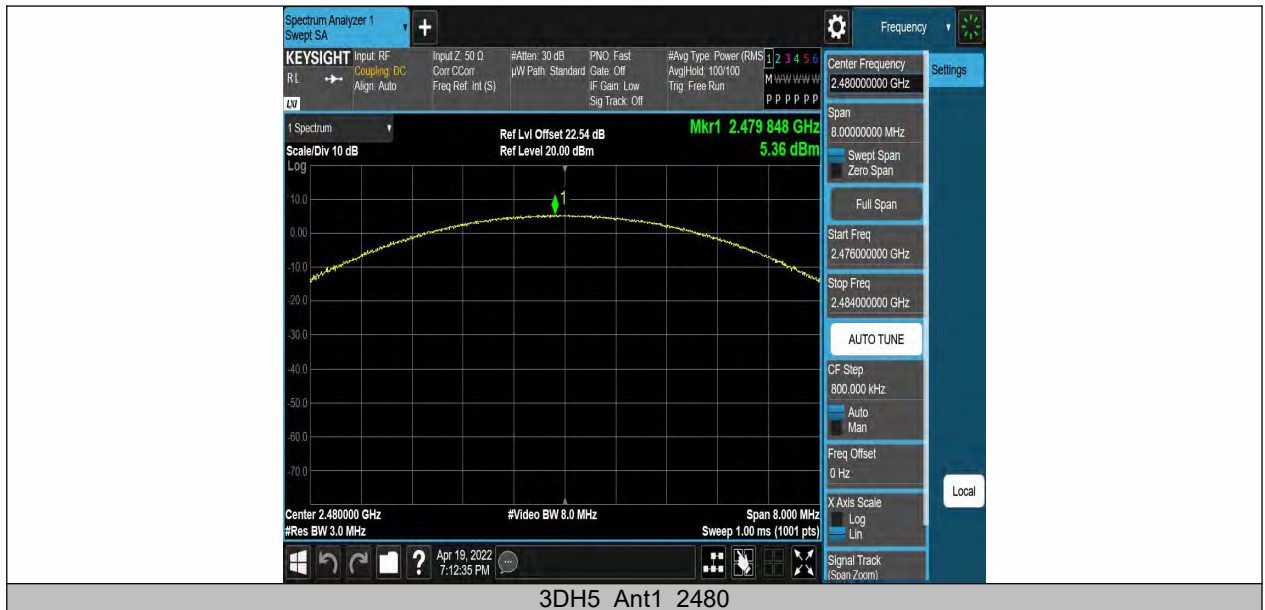 Spectrum Analyzer 1
Swept SA
+
Frequency
KEYSIGHT
RL
LXI
Input: RF
Coupling: DC
Align: Auto
Input Z: 50 Ω
Corr CCorr
Freq Ref: Int (S)
#Atten: 30 dB
µW Path: Standard
PNO: Fast
Gate: Off
IF Gain: Low
Sig Track: Off
#Avg Type: Power (RMS
Avg|Hold: 100/100
Trig: Free Run
1 2 3 4 5 6
M W W W W W
P P P P P P
1 Spectrum
Scale/Div 10 dB
Log
Ref Lvl Offset 22.54 dB
Ref Level 20.00 dBm
Mkr1 2.479 848 GHz
5.36 dBm
1
10.0
0.00
-10.0
-20.0
-30.0
-40.0
-50.0
-60.0
-70.0
Center 2.480000 GHz
#Res BW 3.0 MHz
#Video BW 8.0 MHz
Span 8.000 MHz
Sweep 1.00 ms (1001 pts)
Apr 19, 2022
7:12:35 PM
?
Center Frequency
2.480000000 GHz
Settings
Span
8.00000000 MHz
Swept Span
Zero Span
Full Span
Start Freq
2.476000000 GHz
Stop Freq
2.484000000 GHz
AUTO TUNE
CF Step
800.000 kHz
Auto
Man
Freq Offset
0 Hz
X Axis Scale
Log
Lin
Local
Signal Track
(Span Zoom)
3DH5_Ant1_2480